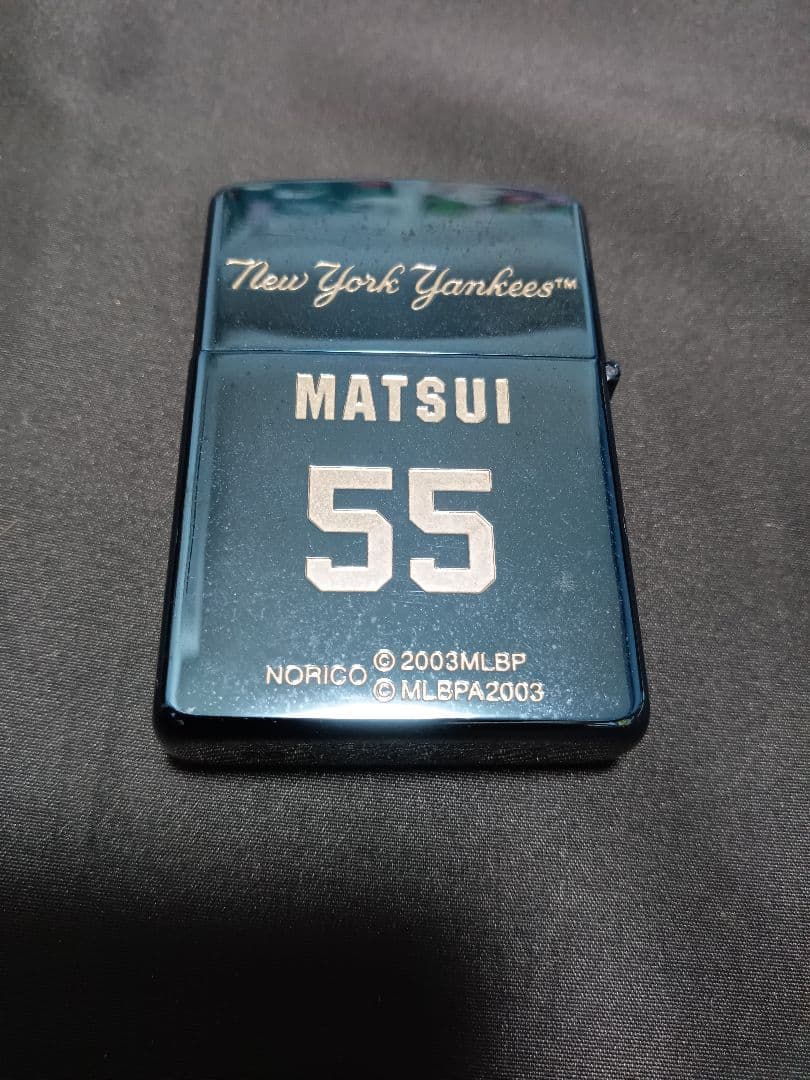 New York Yankees™
MATSUI
55
NORICO © 2003MLBP
© MLBPA2003